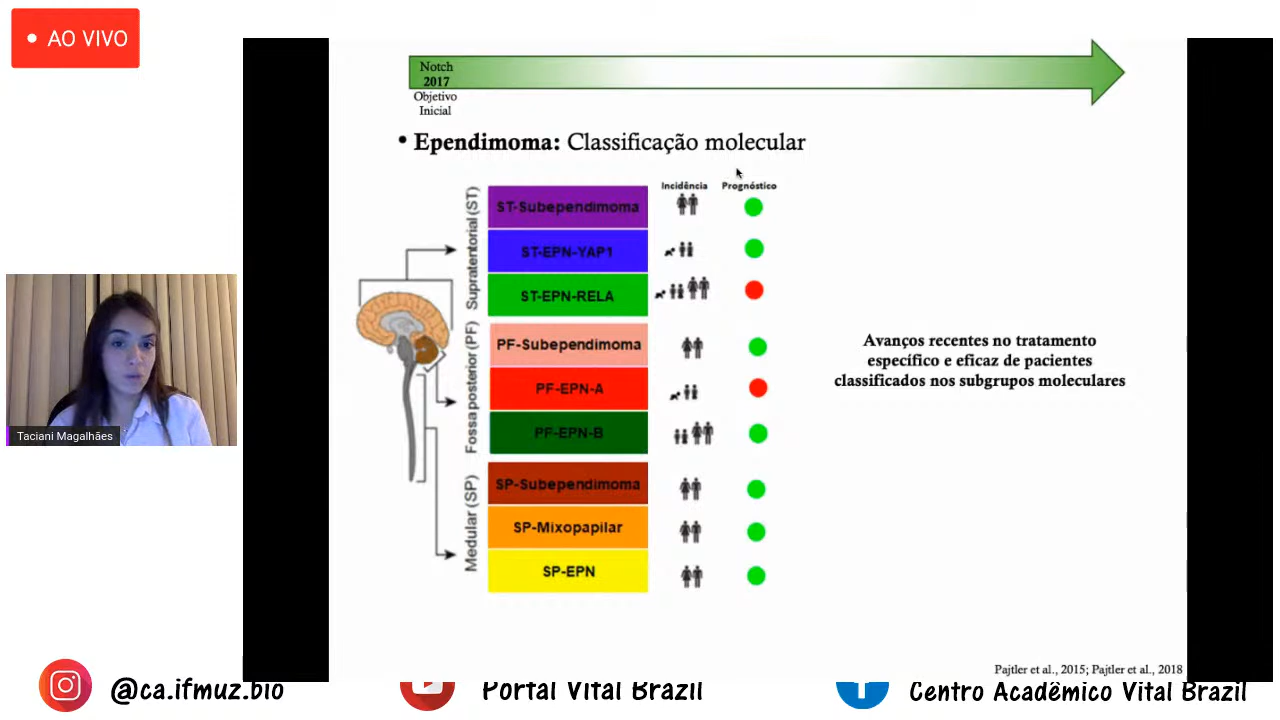 AO VIVO
Notch
2017
Objetivo
Inicial
• Ependimoma: Classificação molecular
Incidência
Prognóstico
Supratentorial (ST)
ST-Subependimoma
ST-EPN-YAP1
ST-EPN-RELA
Fossa posterior (PF)
PF-Subependimoma
PF-EPN-A
PF-EPN-B
Medular (SP)
SP-Subependimoma
SP-Mixopapilar
SP-EPN
Avanços recentes no tratamento
específico e eficaz de pacientes
classificados nos subgrupos moleculares
Pajtler et al., 2015; Pajtler et al., 2018
Taciani Magalhães
@ca.ifmuz.bio
Portal Vital Brazil
Centro Acadêmico Vital Brazil